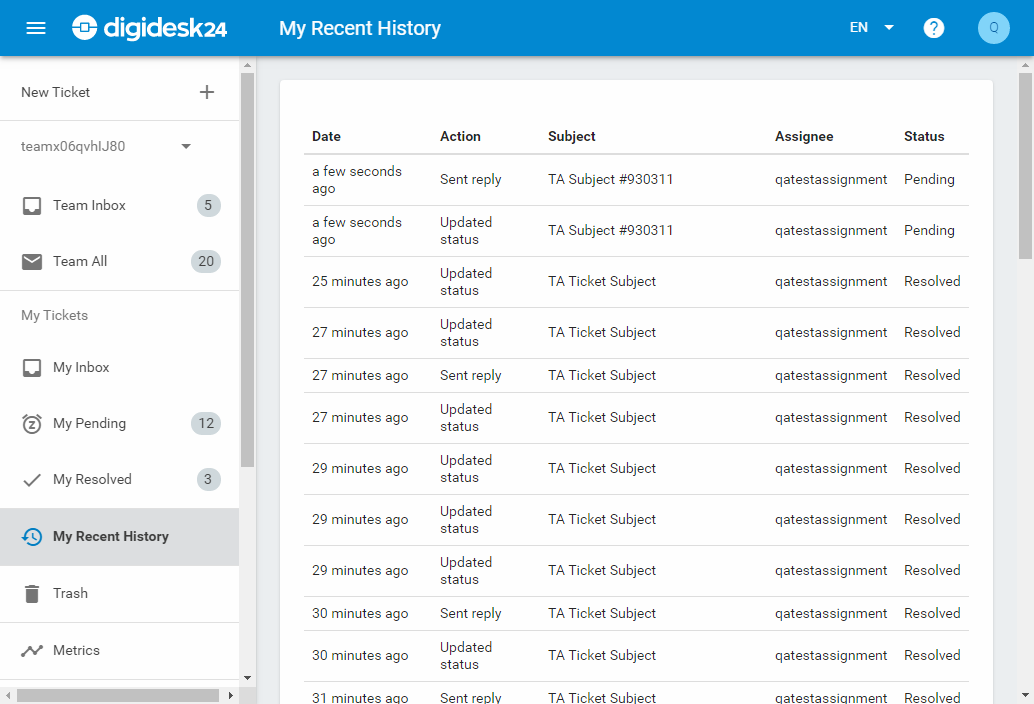 digidesk24
My Recent History
EN
Q
New Ticket
teamx06qvhIJ80
Team Inbox 5
Team All 20
My Tickets
My Inbox
My Pending 12
My Resolved 3
My Recent History
Trash
Metrics
Date Action Subject Assignee Status
a few seconds
ago
Sent reply TA Subject #930311 qatestassignment Pending
a few seconds
ago
Updated
status
TA Subject #930311 qatestassignment Pending
25 minutes ago Updated
status
TA Ticket Subject qatestassignment Resolved
27 minutes ago Updated
status
TA Ticket Subject qatestassignment Resolved
27 minutes ago Sent reply TA Ticket Subject qatestassignment Resolved
27 minutes ago Updated
status
TA Ticket Subject qatestassignment Resolved
29 minutes ago Updated
status
TA Ticket Subject qatestassignment Resolved
29 minutes ago Updated
status
TA Ticket Subject qatestassignment Resolved
29 minutes ago Updated
status
TA Ticket Subject qatestassignment Resolved
30 minutes ago Sent reply TA Ticket Subject qatestassignment Resolved
30 minutes ago Updated
status
TA Ticket Subject qatestassignment Resolved
31 minutes ago Sent reply TA Ticket Subject qatestassignment Resolved